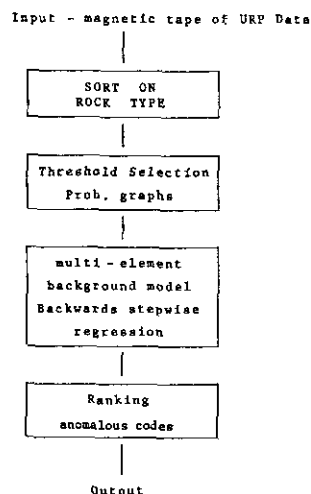 Input - magnetic tape of URP Data
SORT ON
ROCK TYPE
Threshold Selection
Prob. graphs
multi-element
background model
Backwards stepwise
regression
Ranking
anomalous codes
Output